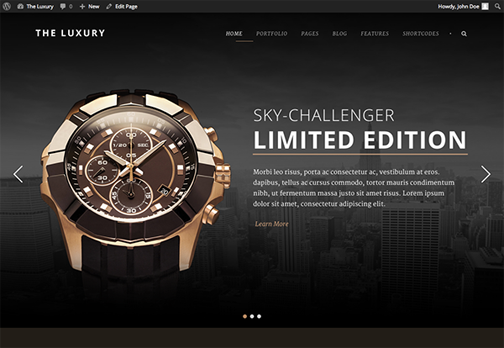 The Luxury 0 New Edit Page Howdy, John Doe
THE LUXURY HOME PORTFOLIO PAGES BLOG FEATURES SHORTCODES
SKY-CHALLENGER
LIMITED EDITION
Morbi leo risus, porta ac consectetur ac, vestibulum at eros.
dapibus, tellus ac cursus commodo, tortor mauris condimentum
nibh, ut fermentum massa justo sit amet risus. Lorem ipsum
dolor sit amet, consectetur adipiscing elit.
Learn More
1/20 SEC